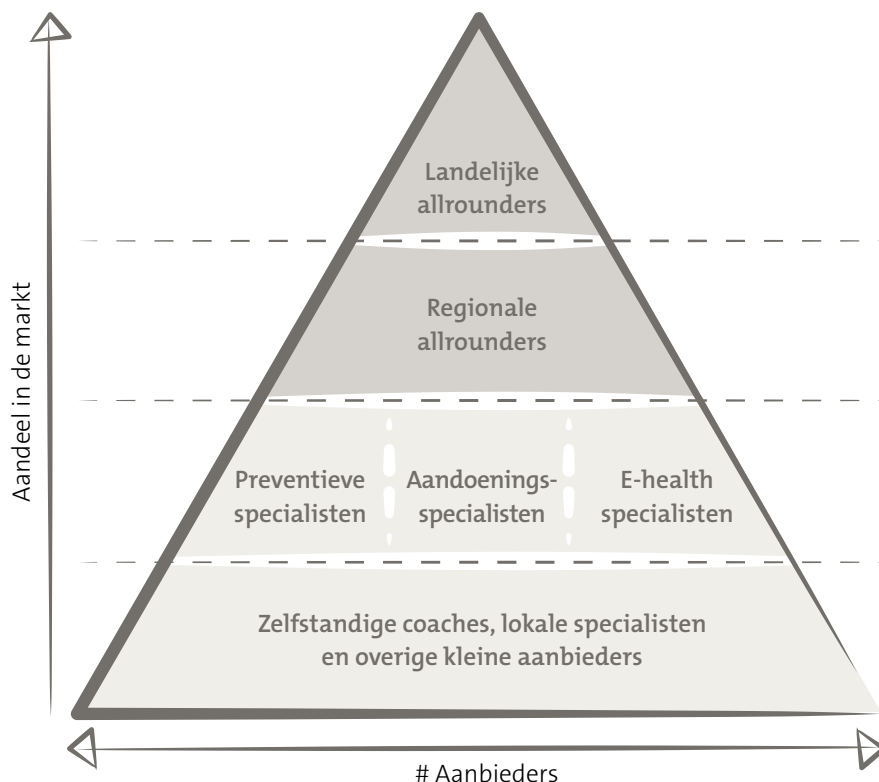 Landelijke
allrounders
Regionale
allrounders
Aandeel in de markt
Preventieve
specialisten
Aandoenings-
specialisten
E-health
specialisten
Zelfstandige coaches, lokale specialisten
en overige kleine aanbieders
# Aanbieders